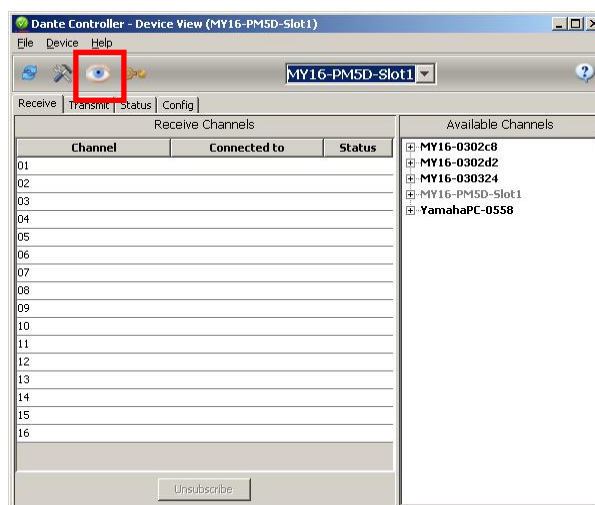 Dante Controller - Device View (MY16-PM5D-Slot1)
File Device Help
MY16-PM5D-Slot1
Receive Transmit Status Config
Receive Channels Available Channels
Channel Connected to Status
MY16-0302c8
MY16-0302d2
MY16-030324
MY16-PM5D-Slot1
YamahaPC-0558
01
02
03
04
05
06
07
08
09
10
11
12
13
14
15
16
Unsubscribe